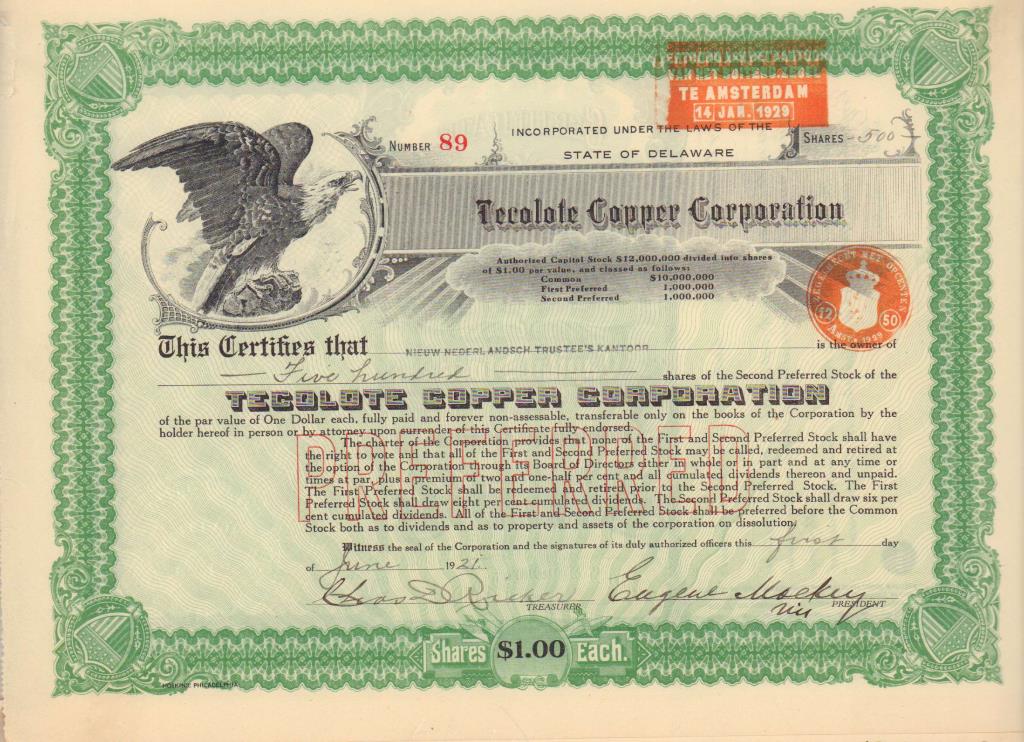 TE AMSTERDAM
14 JAN. 1929
NUMBER 89
INCORPORATED UNDER THE LAWS OF THE
STATE OF DELAWARE
SHARES -500
Tecolote Copper Corporation
Authorized Capital Stock $12,000,000 divided into shares
of $1.00 par value, and classed as follows:
Common $10,000,000
First Preferred 1,000,000
Second Preferred 1,000,000
12 50
This Certifies that NIEUW NEDERLANDSCH TRUSTEE'S KANTOOR is the owner of
Five hundred shares of the Second Preferred Stock of the
TECOLOTE COPPER CORPORATION
of the par value of One Dollar each, fully paid and forever non-assessable, transferable only on the books of the Corporation by the
holder hereof in person or by attorney upon surrender of this Certificate fully endorsed.
PREFERRED
The charter of the Corporation provides that none of the First and Second Preferred Stock shall have
the right to vote and that all of the First and Second Preferred Stock may be called, redeemed and retired at
the option of the Corporation through its Board of Directors either in whole or in part and at any time or
times at par, plus a premium of two and one-half per cent and all cumulated dividends thereon and unpaid.
The First Preferred Stock shall be redeemed and retired prior to the Second Preferred Stock. The First
Preferred Stock shall draw eight per cent cumulated dividends. The Second Preferred Stock shall draw six per
cent cumulated dividends. All of the First and Second Preferred Stock shall be preferred before the Common
Stock both as to dividends and as to property and assets of the corporation on dissolution.
Witness the seal of the Corporation and the signatures of its duly authorized officers this first day
of June 1921.
TREASURER
Eugene
PRESIDENT
Shares $1.00 Each.
HOSKINS PHILADELPHIA